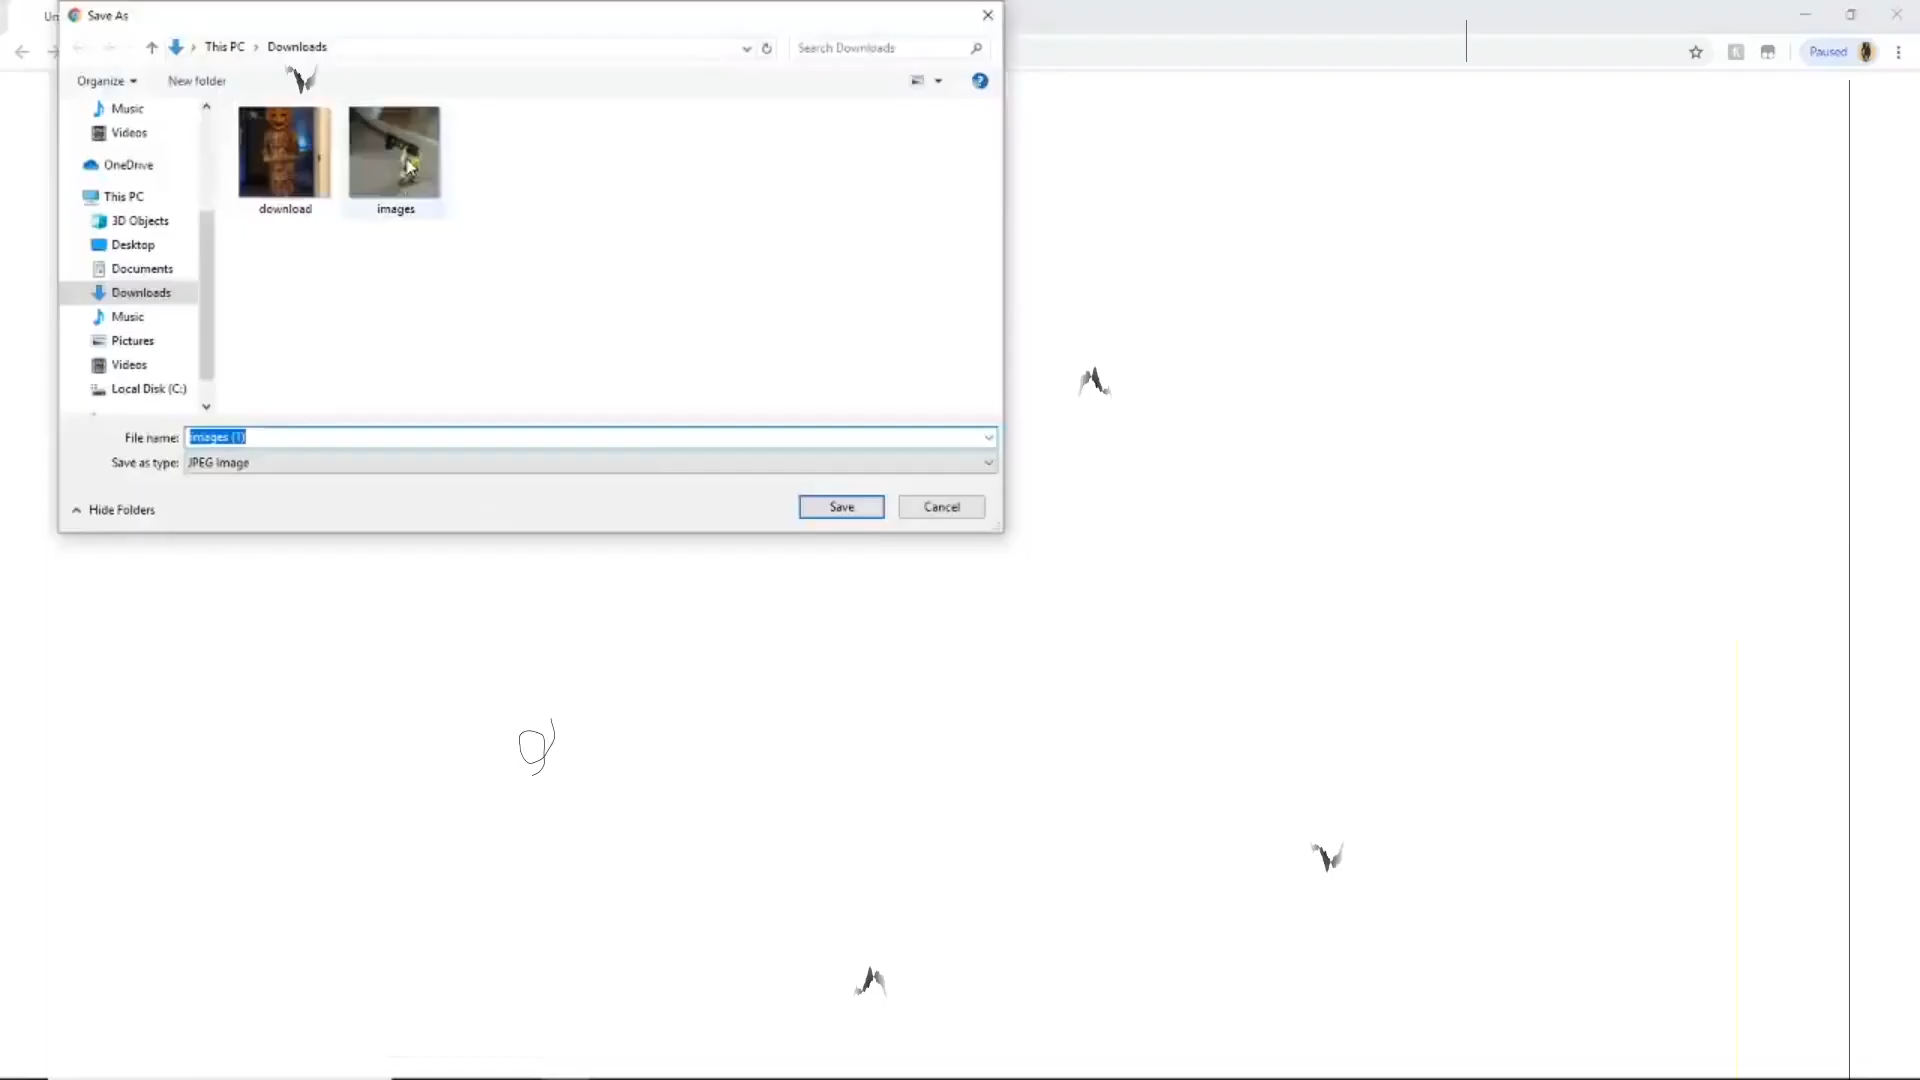 Un
Save As
This PC
Downloads
Search Downloads
Paused
Organize
New folder
Music
Videos
OneDrive
This PC
3D Objects
Desktop
Documents
Downloads
Music
Pictures
Videos
Local Disk (C:)
download
images
File name:
images (1)
Save as type:
JPEG Image
Hide Folders
Save
Cancel